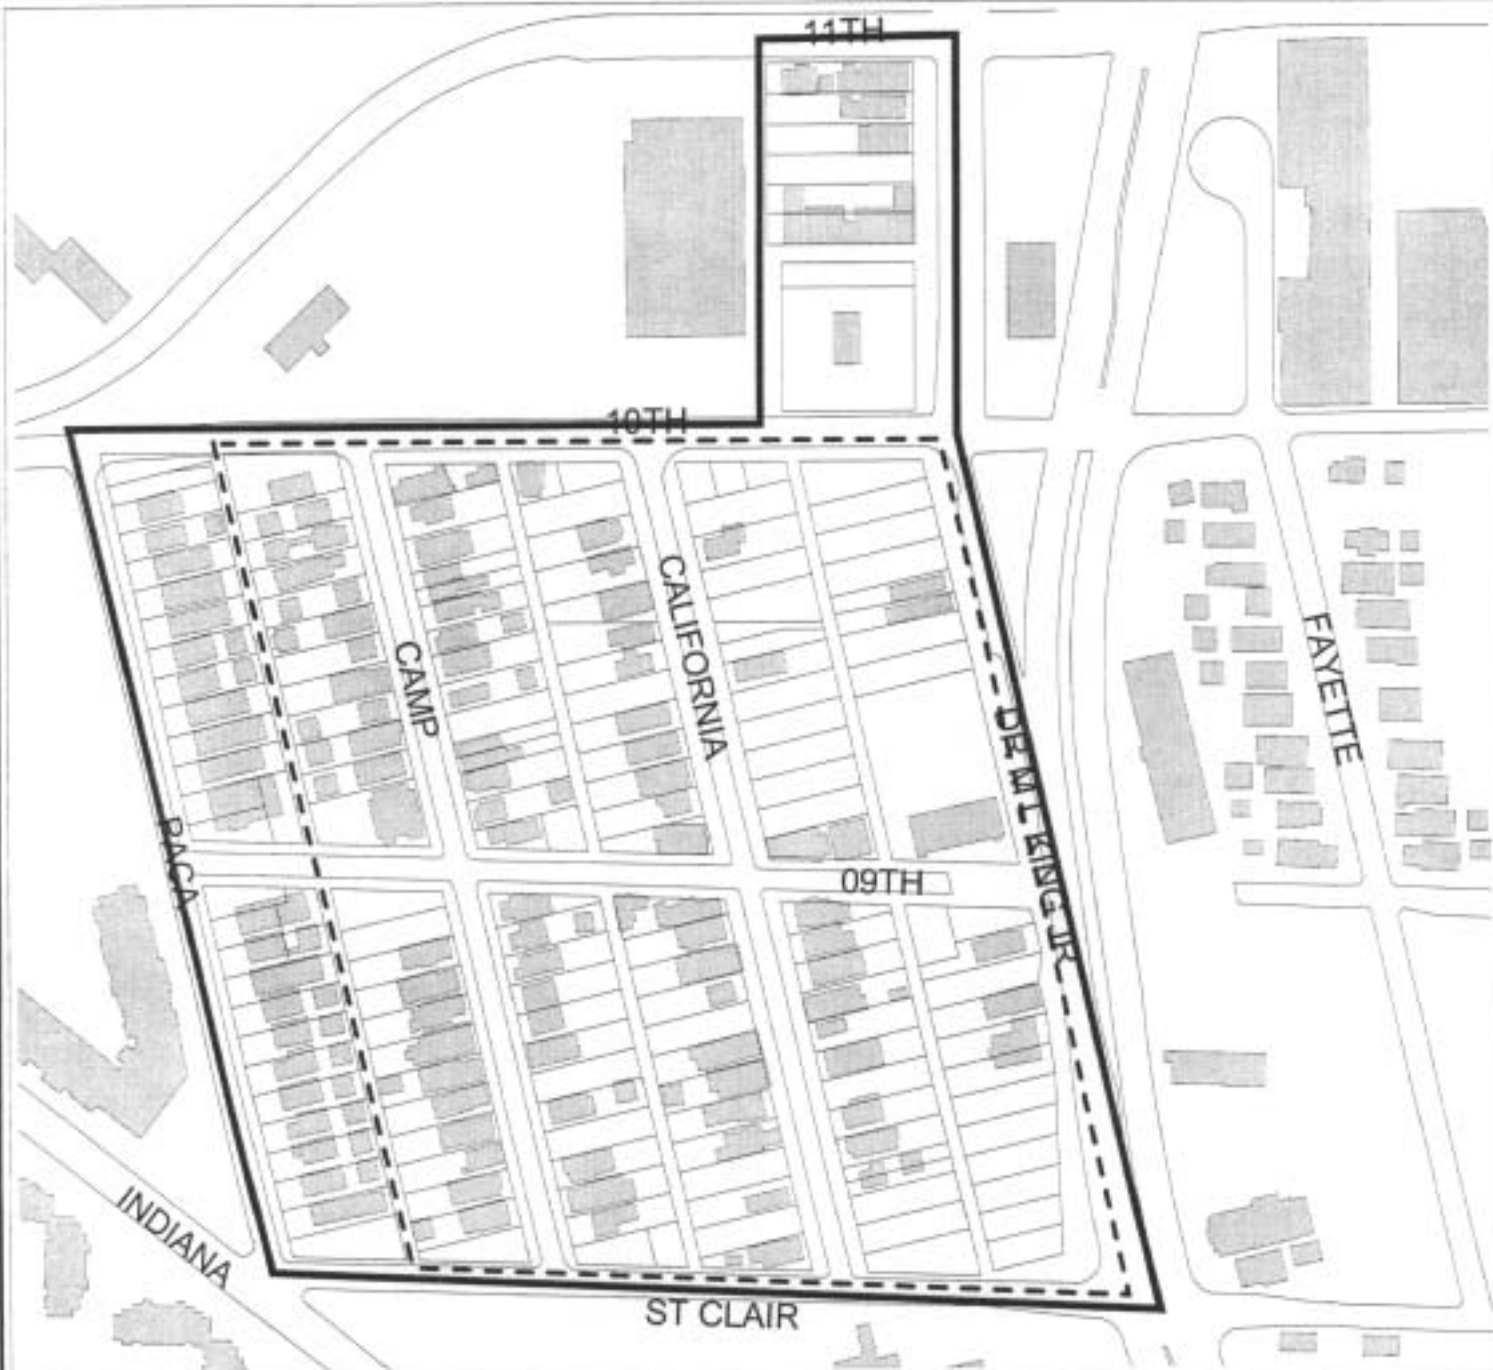 11TH
10TH
CAMP
CALIFORNIA
FAYETTE
DR M L KING JR
PACA
09TH
INDIANA
ST CLAIR